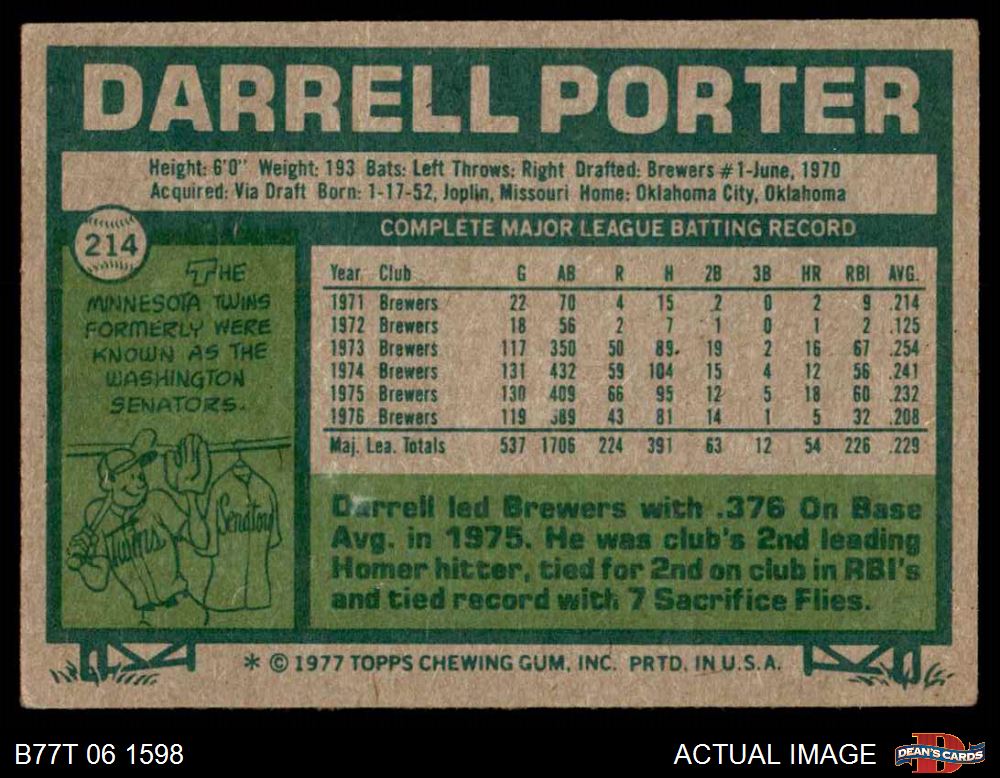 DARRELL PORTER
Height: 6'0" Weight: 193 Bats: Left Throws: Right Drafted: Brewers #1-June, 1970
Acquired: Via Draft Born: 1-17-52, Joplin, Missouri Home: Oklahoma City, Oklahoma
214
THE
MINNESOTA TWINS
FORMERLY WERE
KNOWN AS THE
WASHINGTON
SENATORS.
Twins
Senators
COMPLETE MAJOR LEAGUE BATTING RECORD
Year Club G AB R H 2B 3B HR RBI AVG.
1971 Brewers 22 70 4 15 2 0 2 9 .214
1972 Brewers 18 56 2 7 1 0 1 2 .125
1973 Brewers 117 350 50 89 19 2 16 67 .254
1974 Brewers 131 432 59 104 15 4 12 56 .241
1975 Brewers 130 409 66 95 12 5 18 60 .232
1976 Brewers 119 389 43 81 14 1 5 32 .208
Maj. Lea. Totals 537 1706 224 391 63 12 54 226 .229
Darrell led Brewers with .376 On Base
Avg. in 1975. He was club's 2nd leading
Homer hitter, tied for 2nd on club in RBI's
and tied record with 7 Sacrifice Flies.
* © 1977 TOPPS CHEWING GUM, INC. PRTD. IN U.S.A.
B77T 06 1598 ACTUAL IMAGE
DEAN'S CARDS